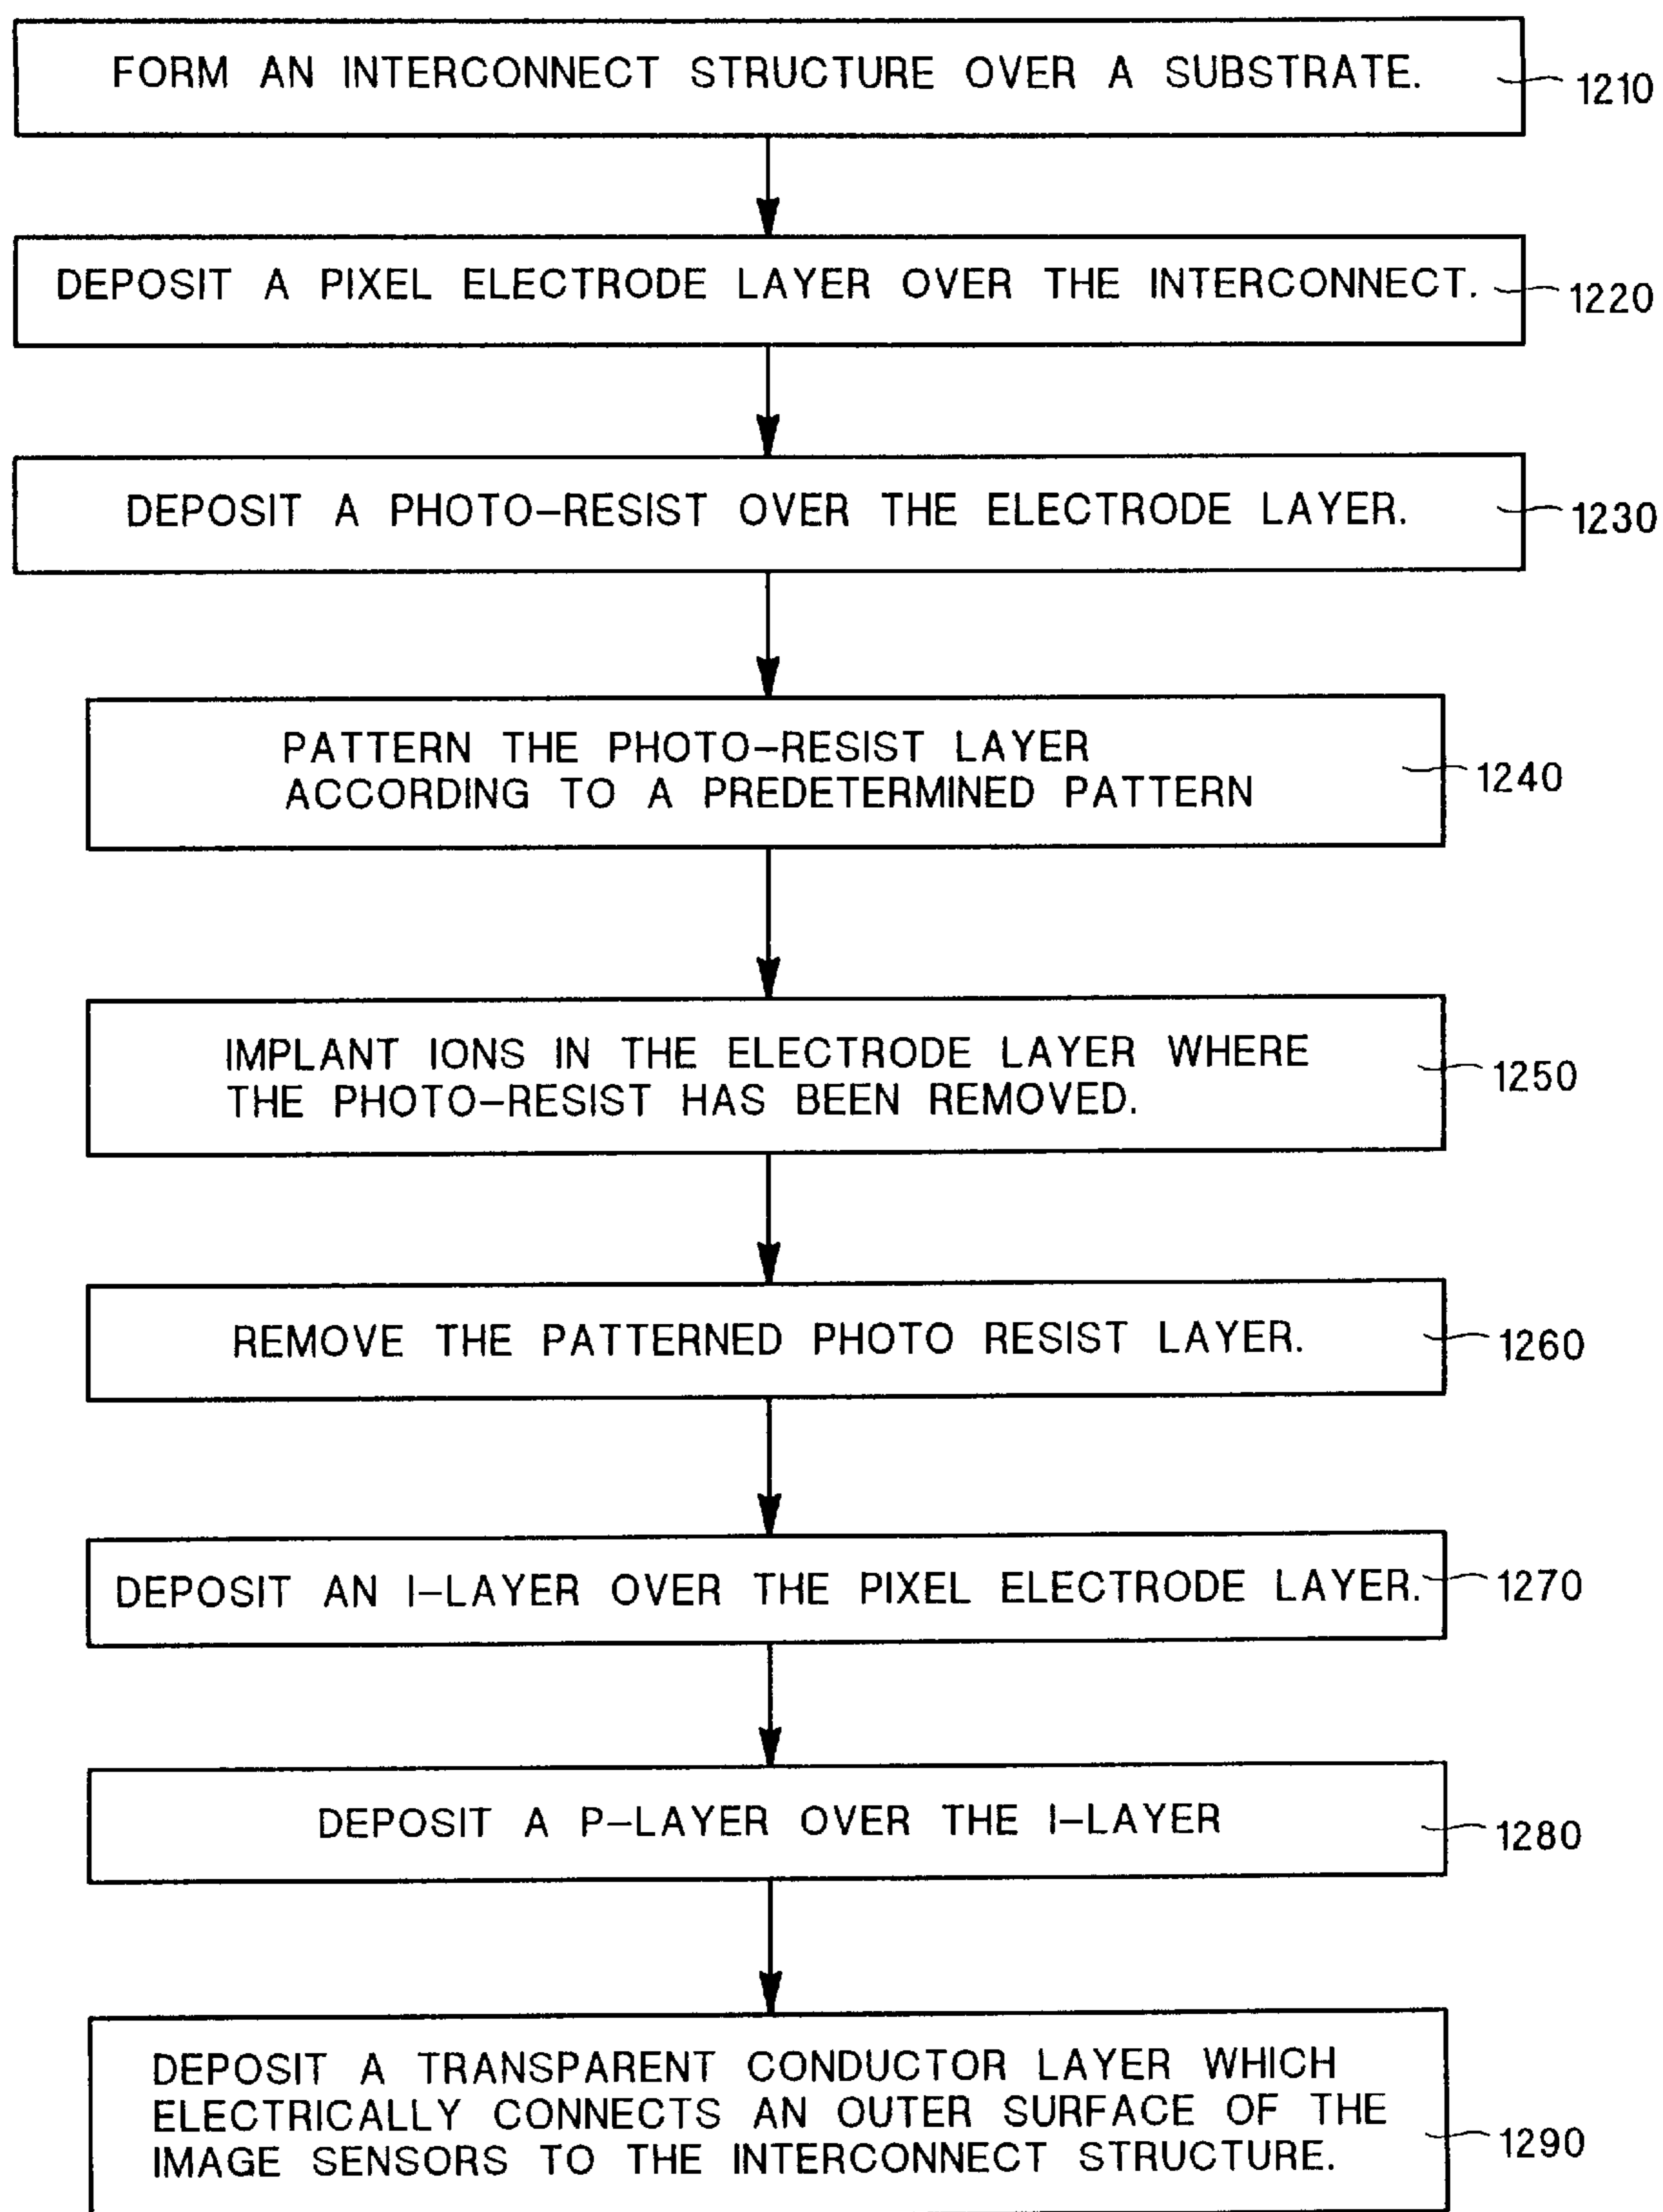 FORM AN INTERCONNECT STRUCTURE OVER A SUBSTRATE.
1210
DEPOSIT A PIXEL ELECTRODE LAYER OVER THE INTERCONNECT.
1220
DEPOSIT A PHOTO-RESIST OVER THE ELECTRODE LAYER.
1230
PATTERN THE PHOTO-RESIST LAYER
ACCORDING TO A PREDETERMINED PATTERN
1240
IMPLANT IONS IN THE ELECTRODE LAYER WHERE
THE PHOTO-RESIST HAS BEEN REMOVED.
1250
REMOVE THE PATTERNED PHOTO RESIST LAYER.
1260
DEPOSIT AN I-LAYER OVER THE PIXEL ELECTRODE LAYER.
1270
DEPOSIT A P-LAYER OVER THE I-LAYER
1280
DEPOSIT A TRANSPARENT CONDUCTOR LAYER WHICH
ELECTRICALLY CONNECTS AN OUTER SURFACE OF THE
IMAGE SENSORS TO THE INTERCONNECT STRUCTURE.
1290